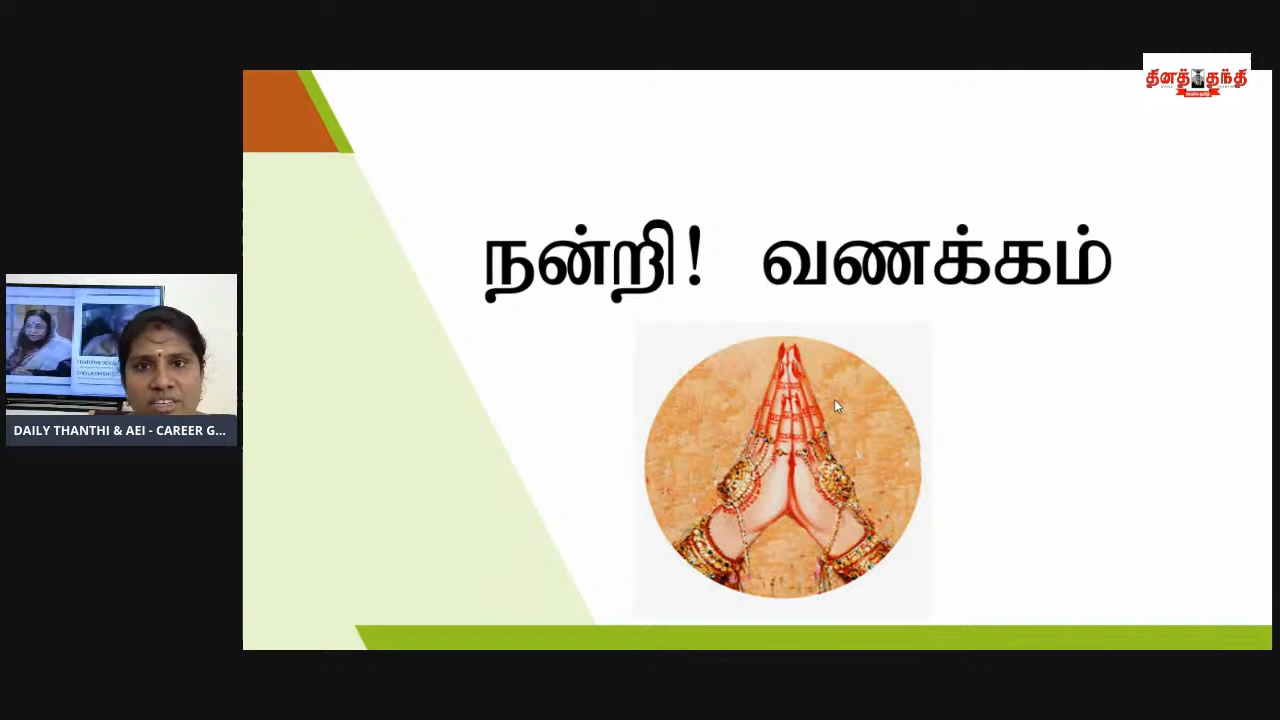 தினத் தந்தி
நன்றி! வணக்கம்
DAILY THANTHI & AEI - CAREER G...